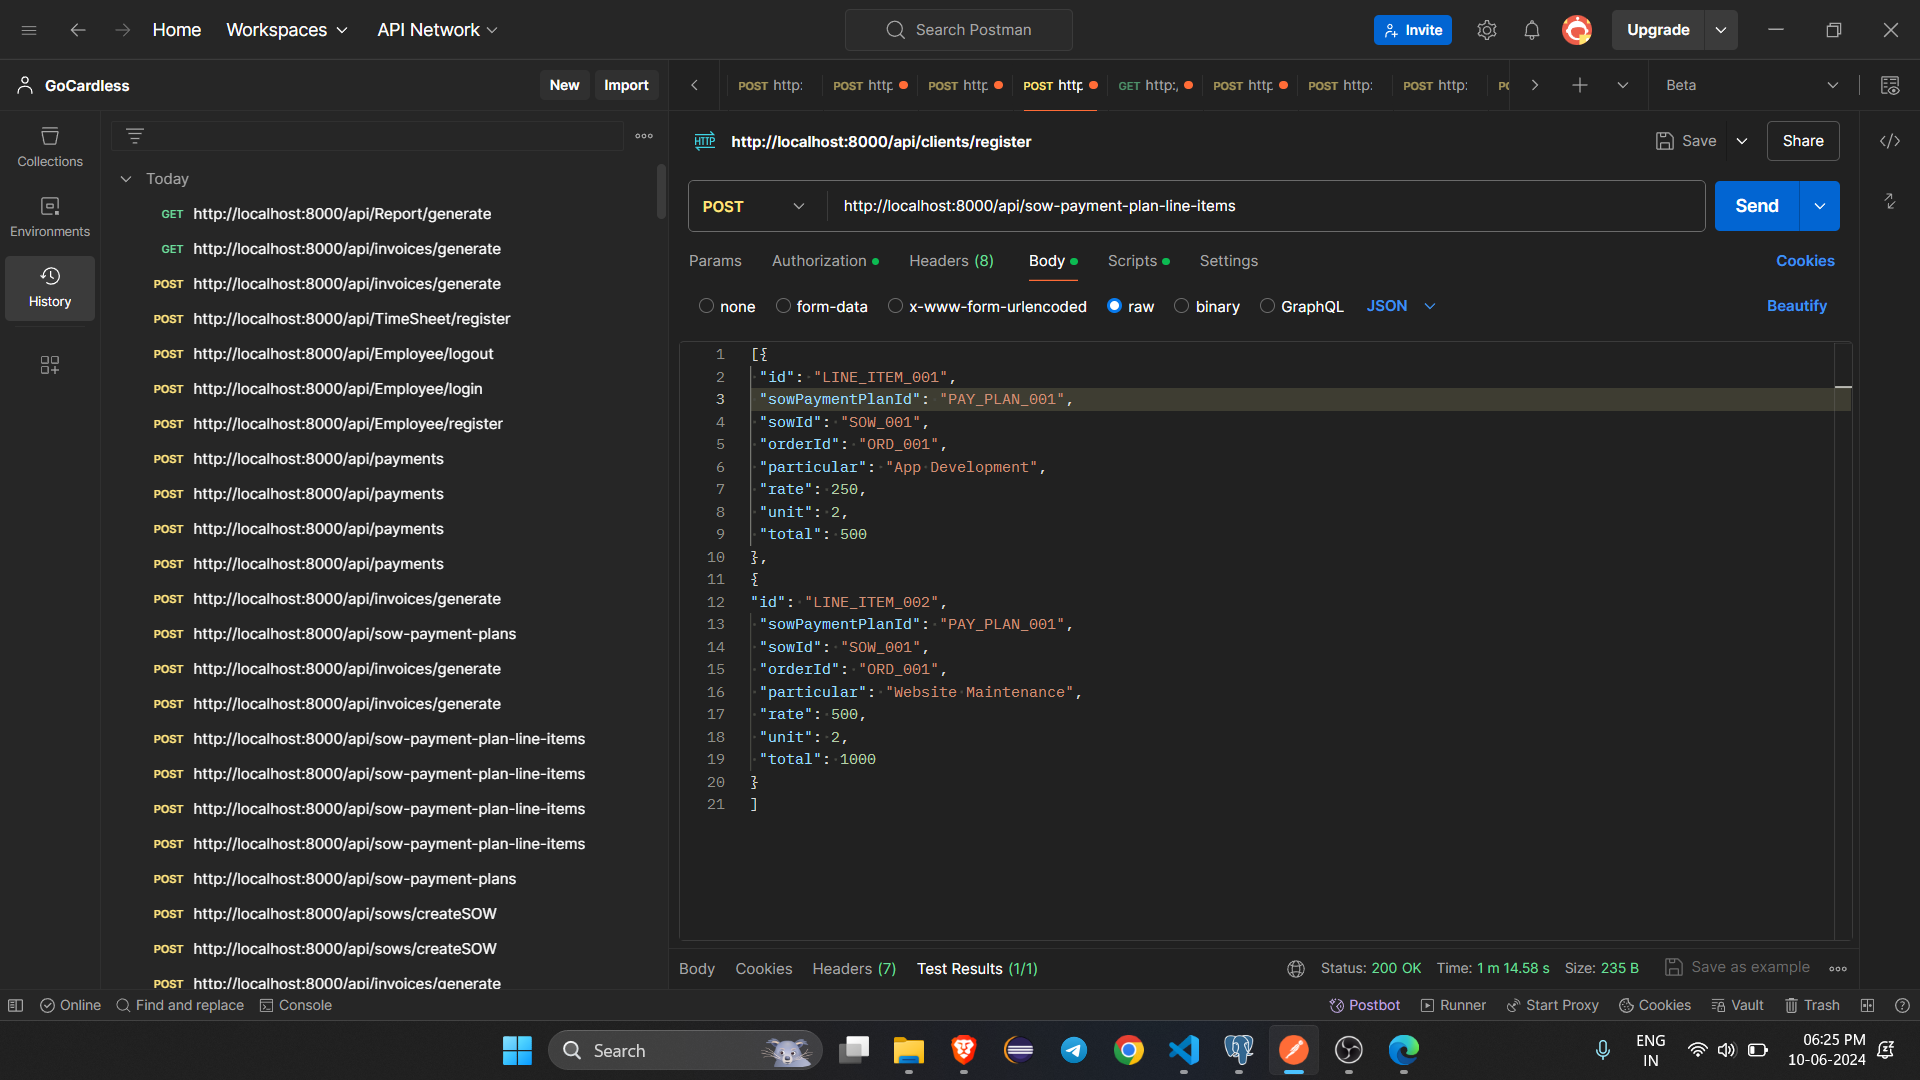 Home Workspaces API Network Search Postman Invite Upgrade
GoCardless New Import POST http: POST http POST http POST http GET http:, POST http POST http: POST http: PO Beta
Collections
Environments
History
Today
GET http://localhost:8000/api/Report/generate
GET http://localhost:8000/api/invoices/generate
POST http://localhost:8000/api/invoices/generate
POST http://localhost:8000/api/TimeSheet/register
POST http://localhost:8000/api/Employee/logout
POST http://localhost:8000/api/Employee/login
POST http://localhost:8000/api/Employee/register
POST http://localhost:8000/api/payments
POST http://localhost:8000/api/payments
POST http://localhost:8000/api/payments
POST http://localhost:8000/api/payments
POST http://localhost:8000/api/invoices/generate
POST http://localhost:8000/api/sow-payment-plans
POST http://localhost:8000/api/invoices/generate
POST http://localhost:8000/api/invoices/generate
POST http://localhost:8000/api/sow-payment-plan-line-items
POST http://localhost:8000/api/sow-payment-plan-line-items
POST http://localhost:8000/api/sow-payment-plan-line-items
POST http://localhost:8000/api/sow-payment-plan-line-items
POST http://localhost:8000/api/sow-payment-plans
POST http://localhost:8000/api/sows/createSOW
POST http://localhost:8000/api/sows/createSOW
POST http://localhost:8000/api/invoices/generate
HTTP http://localhost:8000/api/clients/register Save Share
POST http://localhost:8000/api/sow-payment-plan-line-items Send
Params Authorization Headers (8) Body Scripts Settings Cookies
none form-data x-www-form-urlencoded raw binary GraphQL JSON Beautify
1 [{
2 "id": "LINE_ITEM_001",
3 "sowPaymentPlanId": "PAY_PLAN_001",
4 "sowId": "SOW_001",
5 "orderId": "ORD_001",
6 "particular": "App Development",
7 "rate": 250,
8 "unit": 2,
9 "total": 500
10 },
11 {
12 "id": "LINE_ITEM_002",
13 "sowPaymentPlanId": "PAY_PLAN_001",
14 "sowId": "SOW_001",
15 "orderId": "ORD_001",
16 "particular": "Website Maintenance",
17 "rate": 500,
18 "unit": 2,
19 "total": 1000
20 }
21 ]
Body Cookies Headers (7) Test Results (1/1) Status: 200 OK Time: 1 m 14.58 s Size: 235 B Save as example
Online Find and replace Console Postbot Runner Start Proxy Cookies Vault Trash
Search ENG IN 06:25 PM 10-06-2024